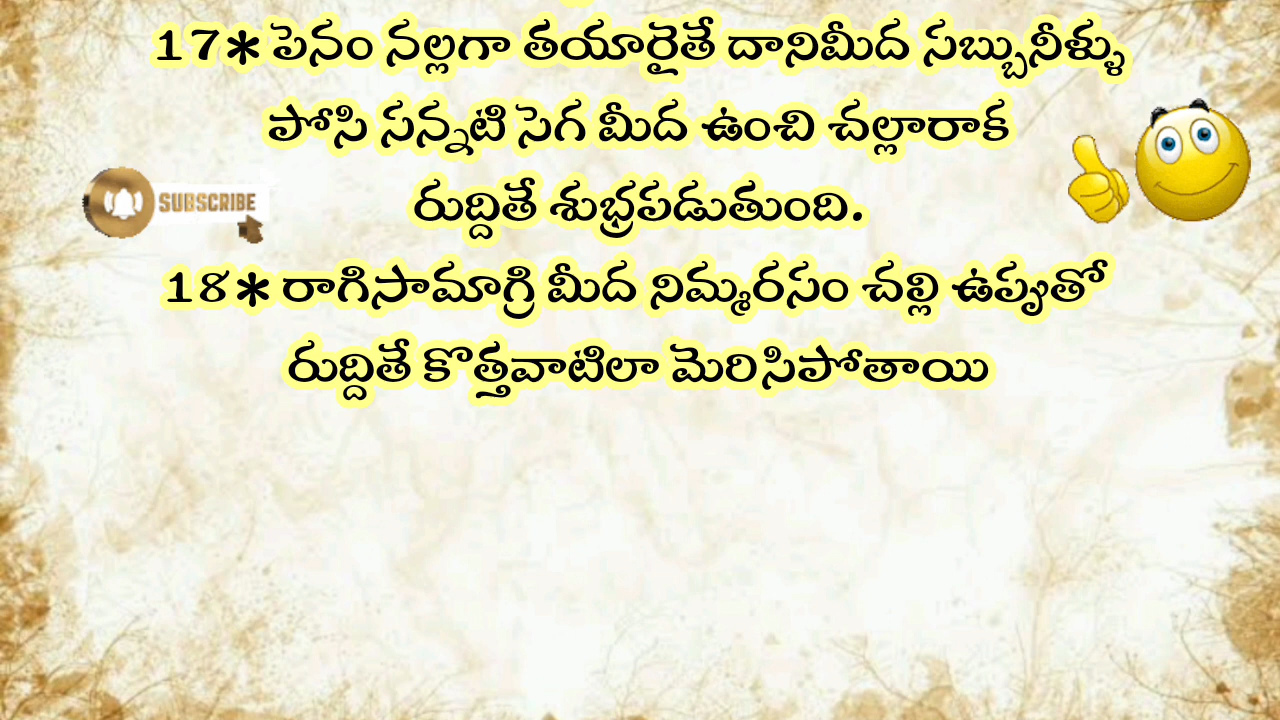 17* పెనం నల్లగా తయారైతే దానిమీద సబ్బునీళ్ళు
పోసి సన్నటి సెగ మీద ఉంచి చల్లారాక
రుద్దితే శుభ్రపడుతుంది.
SUBSCRIBE
18* రాగిసామాగ్రి మీద నిమ్మరసం చల్లి ఉప్పుతో
రుద్దితే కొత్తవాటిలా మెరిసిపోతాయి